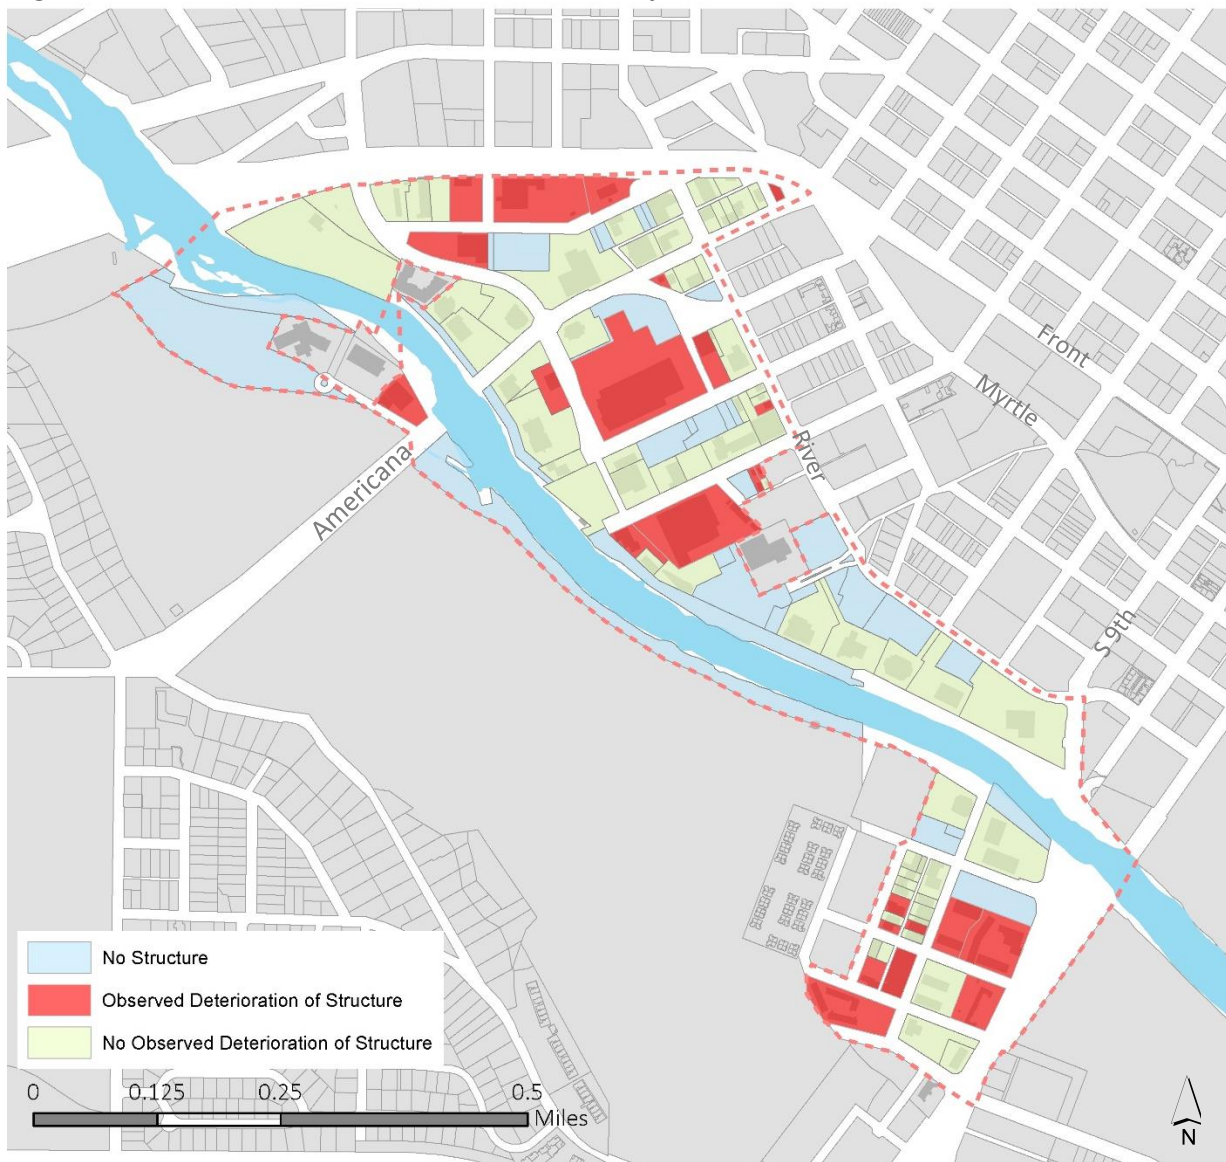 Front
Myrtle
River
Americana
S 9th
No Structure
Observed Deterioration of Structure
No Observed Deterioration of Structure
0 0.125 0.25 0.5
Miles
N